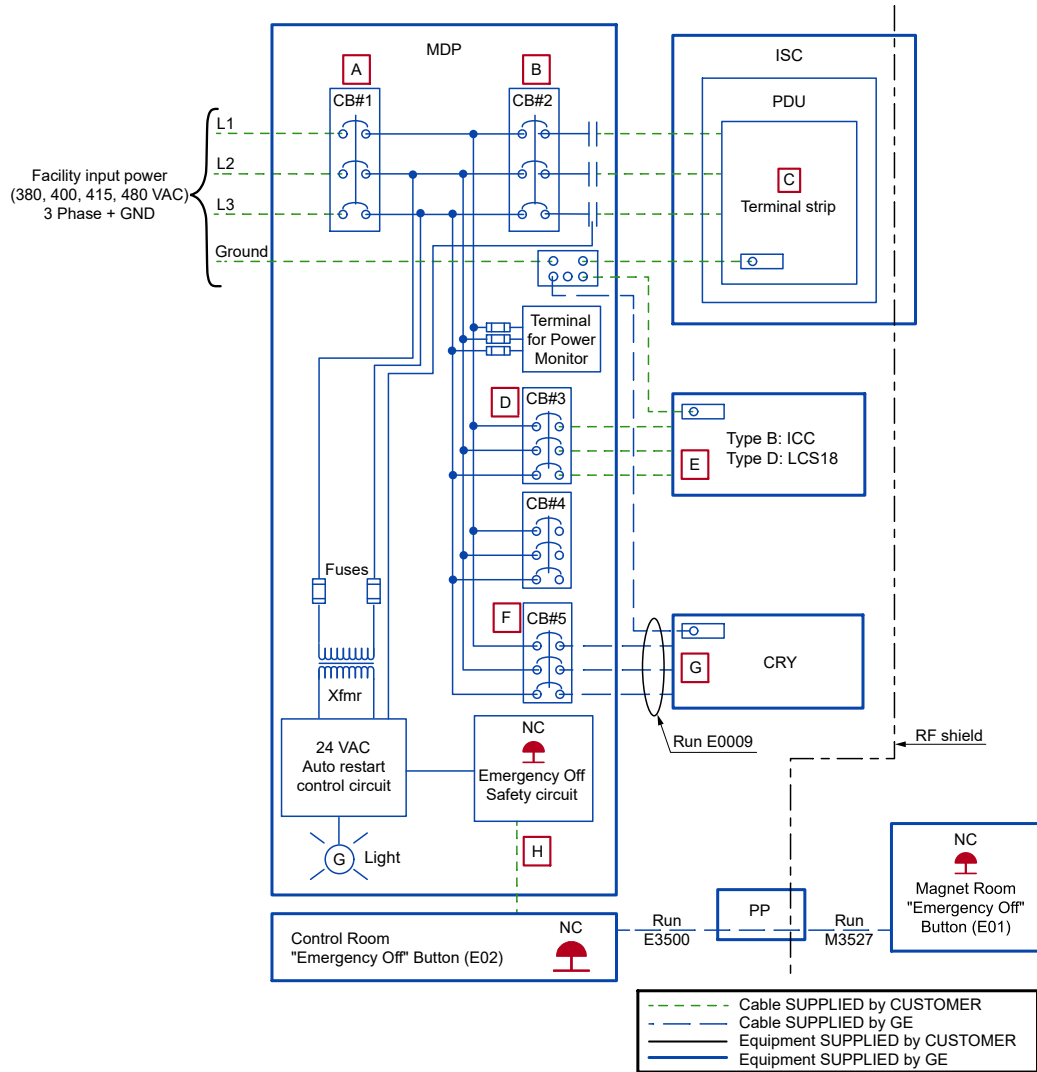 MDP
ISC
A
B
CB#1
CB#2
PDU
L1
L2
L3
Facility input power
(380, 400, 415, 480 VAC)
3 Phase + GND
Ground
C
Terminal strip
Terminal
for Power
Monitor
D
CB#3
Type B: ICC
Type D: LCS18
E
CB#4
Fuses
F
CB#5
G
CRY
Xfmr
Run E0009
RF shield
24 VAC
Auto restart
control circuit
NC
Emergency Off
Safety circuit
G
Light
H
NC
Magnet Room
"Emergency Off"
Button (E01)
PP
Control Room
"Emergency Off" Button (E02)
NC
Run
E3500
Run
M3527
Cable SUPPLIED by CUSTOMER
Cable SUPPLIED by GE
Equipment SUPPLIED by CUSTOMER
Equipment SUPPLIED by GE